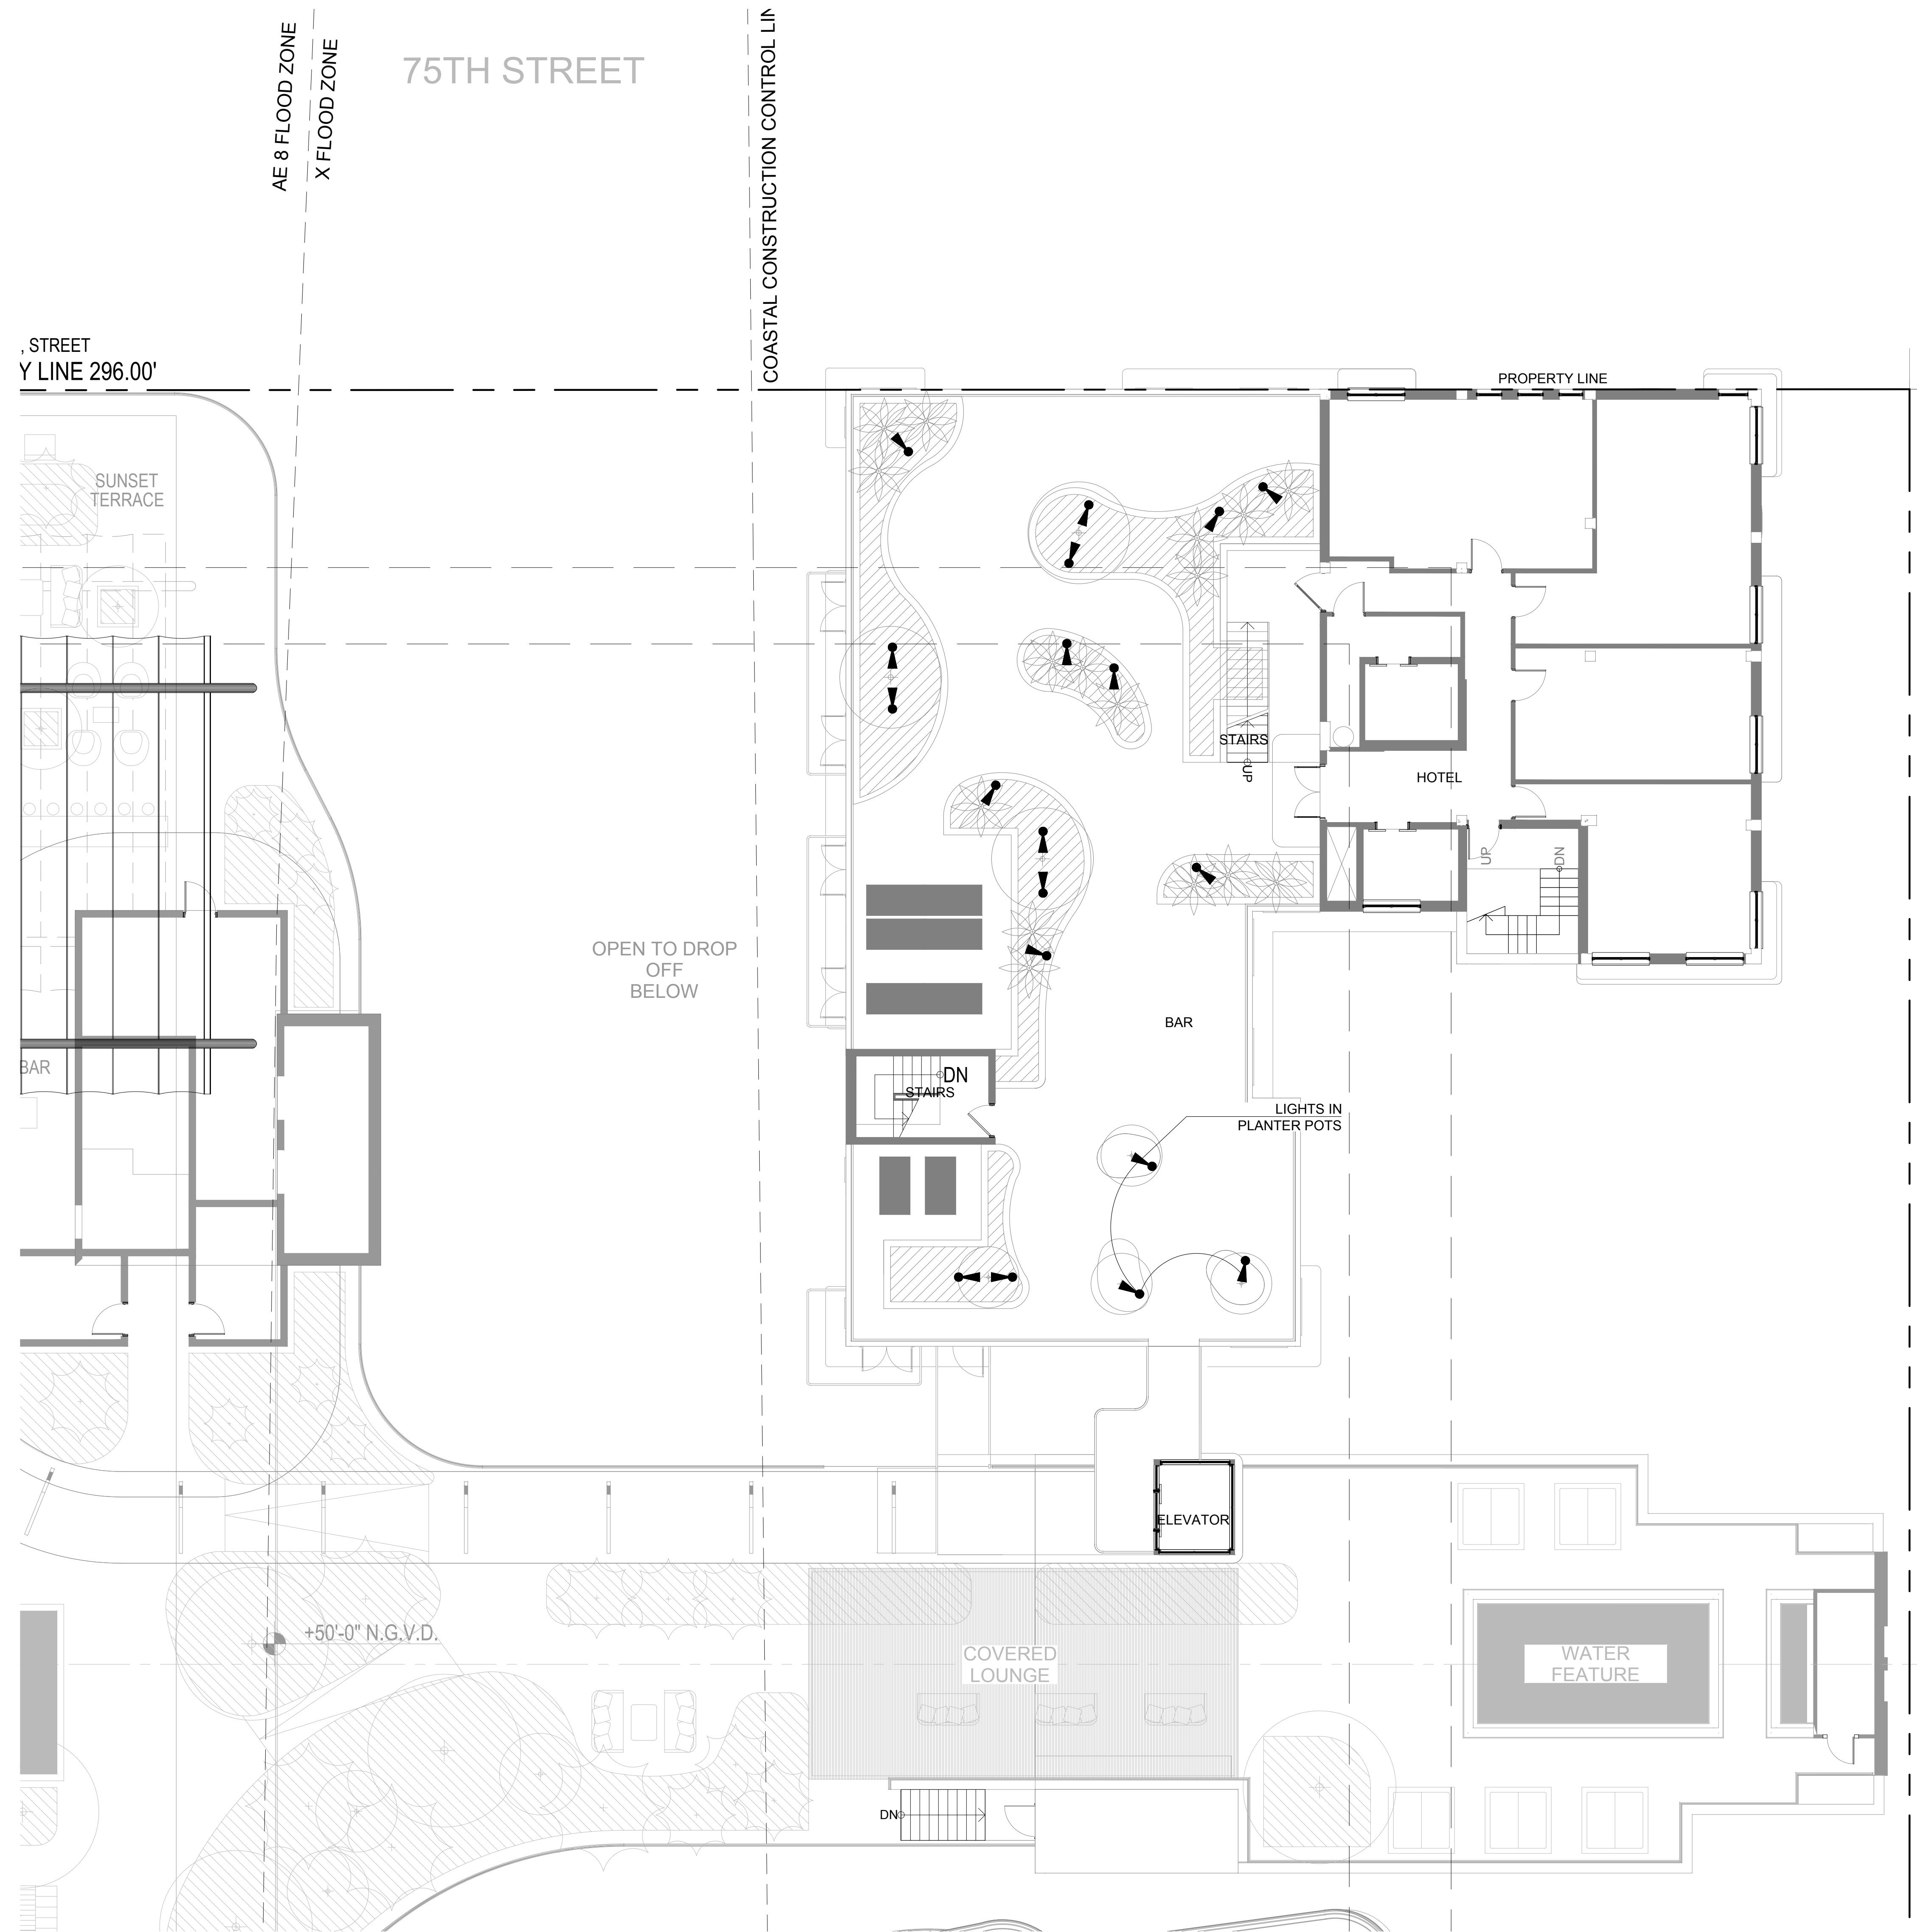 75TH STREET
AE 8 FLOOD ZONE
X FLOOD ZONE
COASTAL CONSTRUCTION CONTROL LIN
, STREET
Y LINE 296.00'
PROPERTY LINE
SUNSET
TERRACE
STAIRS
UP
HOTEL
UP
DN
OPEN TO DROP
OFF
BELOW
BAR
BAR
DN
STAIRS
LIGHTS IN
PLANTER POTS
ELEVATOR
+50'-0" N.G.V.D.
COVERED
LOUNGE
WATER
FEATURE
DN